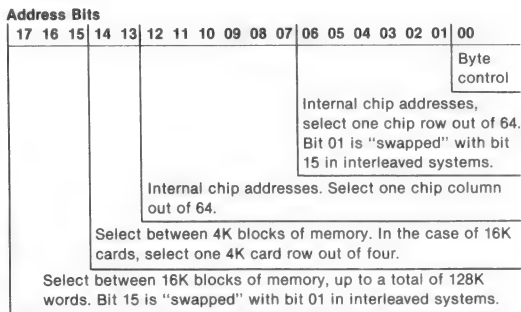 Address Bits
17 16 15 14 13 12 11 10 09 08 07 06 05 04 03 02 01 00
Byte
control
Internal chip addresses,
select one chip row out of 64.
Bit 01 is "swapped" with bit
15 in interleaved systems.
Internal chip addresses. Select one chip column
out of 64.
Select between 4K blocks of memory. In the case of 16K
cards, select one 4K card row out of four.
Select between 16K blocks of memory, up to a total of 128K
words. Bit 15 is "swapped" with bit 01 in interleaved systems.